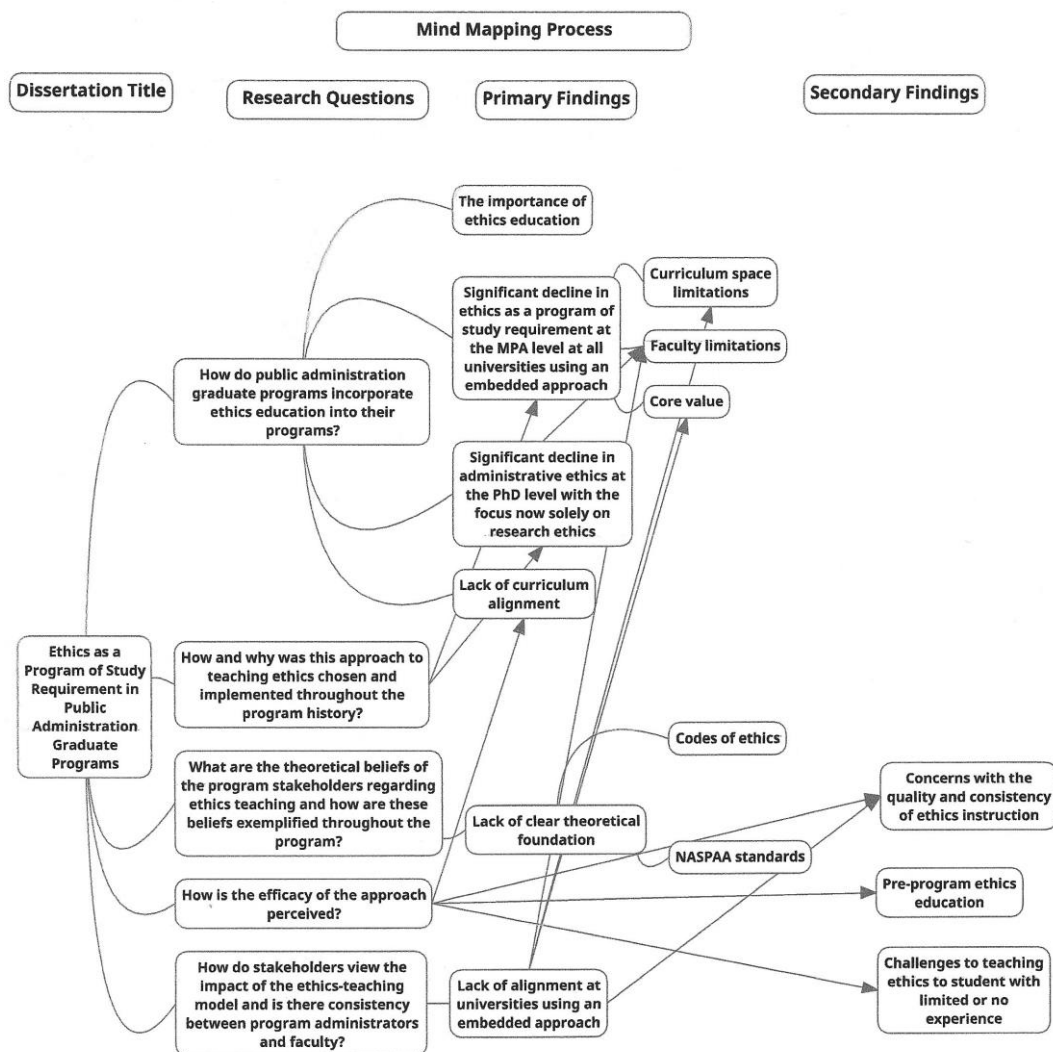 Mind Mapping Process
Dissertation Title
Research Questions
Primary Findings
Secondary Findings
The importance of
ethics education
Significant decline in
ethics as a program of
study requirement at
the MPA level at all
universities using an
embedded approach
Curriculum space
limitations
Faculty limitations
Core value
How do public administration
graduate programs incorporate
ethics education into their
programs?
Significant decline in
administrative ethics at
the PhD level with the
focus now solely on
research ethics
Lack of curriculum
alignment
Ethics as a
Program of Study
Requirement in
Public
Administration
Graduate
Programs
How and why was this approach to
teaching ethics chosen and
implemented throughout the
program history?
Codes of ethics
What are the theoretical beliefs of
the program stakeholders regarding
ethics teaching and how are these
beliefs exemplified throughout the
program?
Lack of clear theoretical
foundation
NASPAA standards
Concerns with the
quality and consistency
of ethics instruction
How is the efficacy of the approach
perceived?
Pre-program ethics
education
How do stakeholders view the
impact of the ethics-teaching
model and is there consistency
between program administrators
and faculty?
Lack of alignment at
universities using an
embedded approach
Challenges to teaching
ethics to student with
limited or no
experience